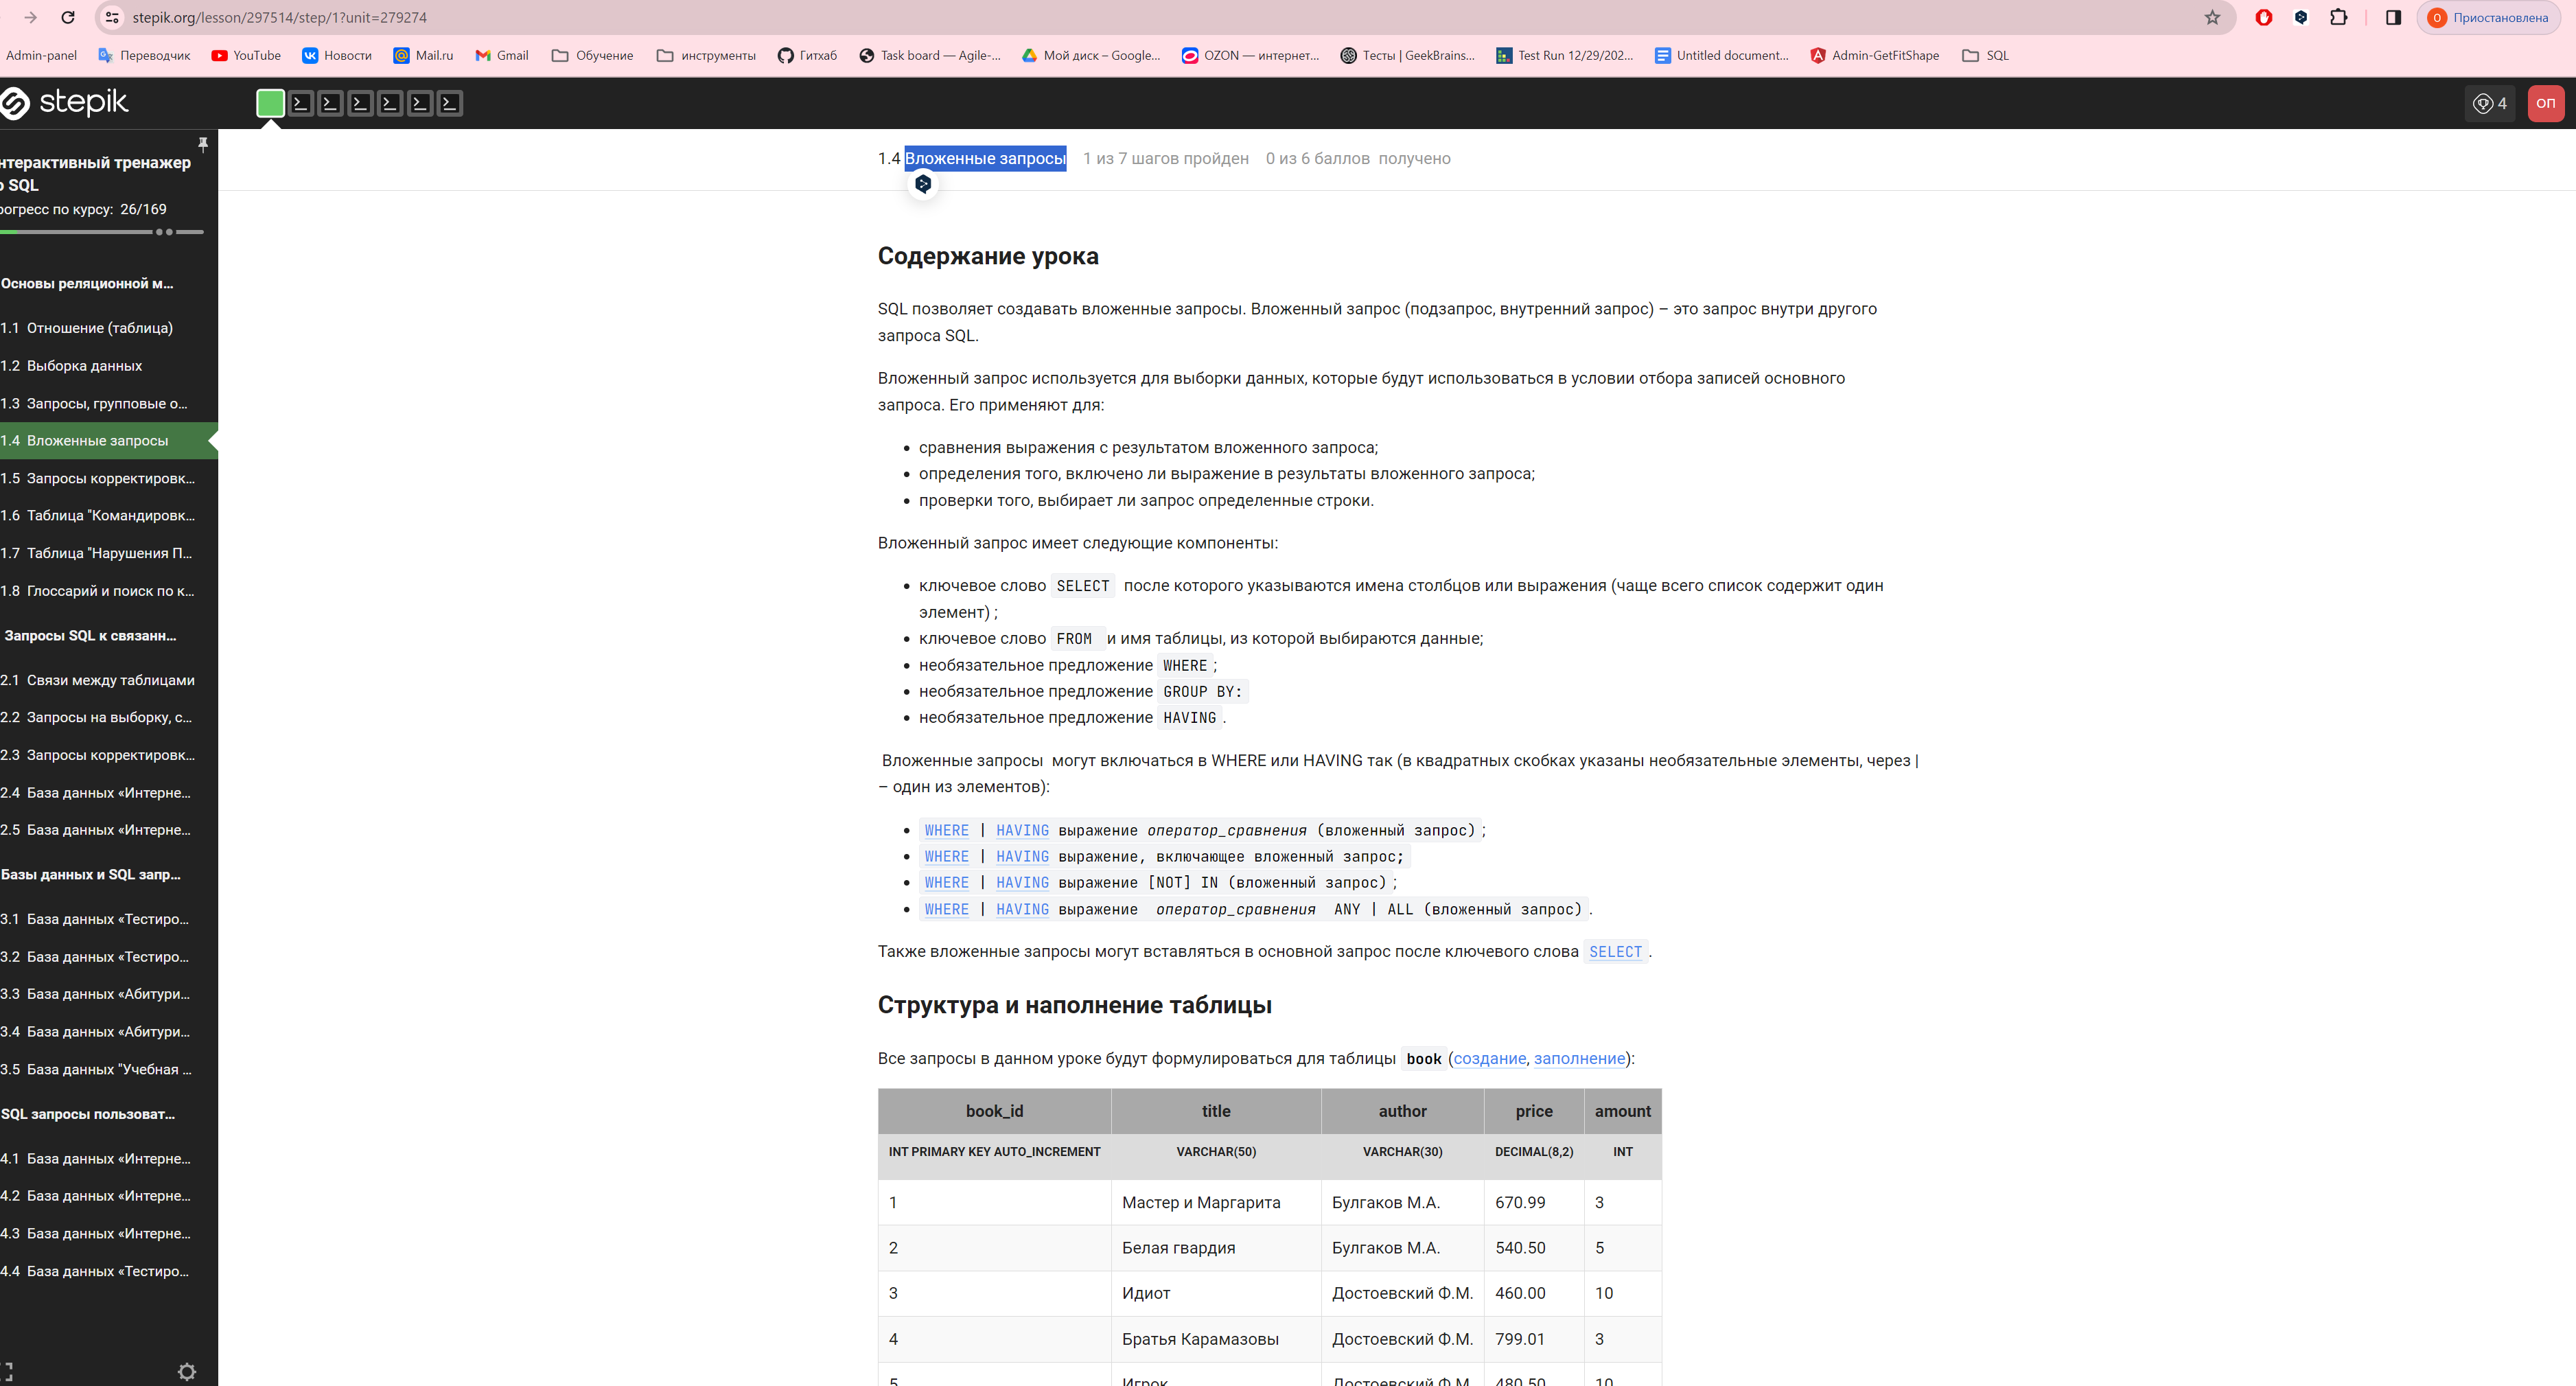 stepik.org/lesson/297514/step/1?unit=279274
О Приостановлена
Admin-panel Переводчик YouTube Новости Mail.ru Gmail Обучение инструменты Гитхаб Task board — Agile-... Мой диск – Google... OZON — интернет... Тесты | GeekBrains... Test Run 12/29/202... Untitled document... Admin-GetFitShape SQL
stepik
4
ОП
нтерактивный тренажер
о SQL
рогресс по курсу: 26/169
Основы реляционной м...
1.1 Отношение (таблица)
1.2 Выборка данных
1.3 Запросы, групповые о...
1.4 Вложенные запросы
1.5 Запросы корректировк...
1.6 Таблица "Командировк...
1.7 Таблица "Нарушения П...
1.8 Глоссарий и поиск по к...
Запросы SQL к связанн...
2.1 Связи между таблицами
2.2 Запросы на выборку, с...
2.3 Запросы корректировк...
2.4 База данных «Интерне...
2.5 База данных «Интерне...
Базы данных и SQL запр...
3.1 База данных «Тестиро...
3.2 База данных «Тестиро...
3.3 База данных «Абитури...
3.4 База данных «Абитури...
3.5 База данных "Учебная ...
SQL запросы пользоват...
4.1 База данных «Интерне...
4.2 База данных «Интерне...
4.3 База данных «Интерне...
4.4 База данных «Тестиро...
1.4 Вложенные запросы 1 из 7 шагов пройден 0 из 6 баллов получено
Содержание урока
SQL позволяет создавать вложенные запросы. Вложенный запрос (подзапрос, внутренний запрос) – это запрос внутри другого
запроса SQL.
Вложенный запрос используется для выборки данных, которые будут использоваться в условии отбора записей основного
запроса. Его применяют для:
• сравнения выражения с результатом вложенного запроса;
• определения того, включено ли выражение в результаты вложенного запроса;
• проверки того, выбирает ли запрос определенные строки.
Вложенный запрос имеет следующие компоненты:
• ключевое слово SELECT после которого указываются имена столбцов или выражения (чаще всего список содержит один
элемент) ;
• ключевое слово FROM и имя таблицы, из которой выбираются данные;
• необязательное предложение WHERE ;
• необязательное предложение GROUP BY:
• необязательное предложение HAVING .
Вложенные запросы могут включаться в WHERE или HAVING так (в квадратных скобках указаны необязательные элементы, через |
– один из элементов):
• WHERE | HAVING выражение оператор_сравнения (вложенный запрос) ;
• WHERE | HAVING выражение, включающее вложенный запрос;
• WHERE | HAVING выражение [NOT] IN (вложенный запрос) ;
• WHERE | HAVING выражение оператор_сравнения ANY | ALL (вложенный запрос) .
Также вложенные запросы могут вставляться в основной запрос после ключевого слова SELECT .
Структура и наполнение таблицы
Все запросы в данном уроке будут формулироваться для таблицы book (создание, заполнение):
book_id title author price amount
INT PRIMARY KEY AUTO_INCREMENT VARCHAR(50) VARCHAR(30) DECIMAL(8,2) INT
1 Мастер и Маргарита Булгаков М.А. 670.99 3
2 Белая гвардия Булгаков М.А. 540.50 5
3 Идиот Достоевский Ф.М. 460.00 10
4 Братья Карамазовы Достоевский Ф.М. 799.01 3
5 Игрок Достоевский Ф.М. 480.50 10